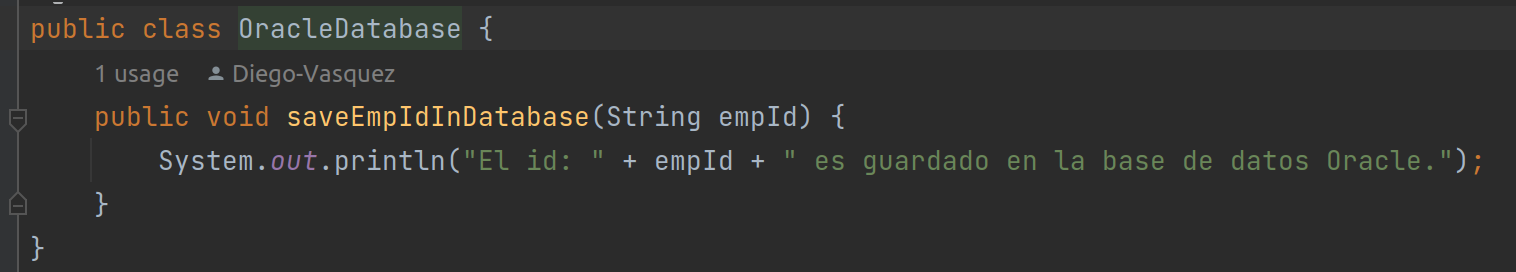 public class OracleDatabase {
1 usage Diego-Vasquez
public void saveEmpIdInDatabase(String empId) {
System.out.println("El id: " + empId + " es guardado en la base de datos Oracle.");
}
}